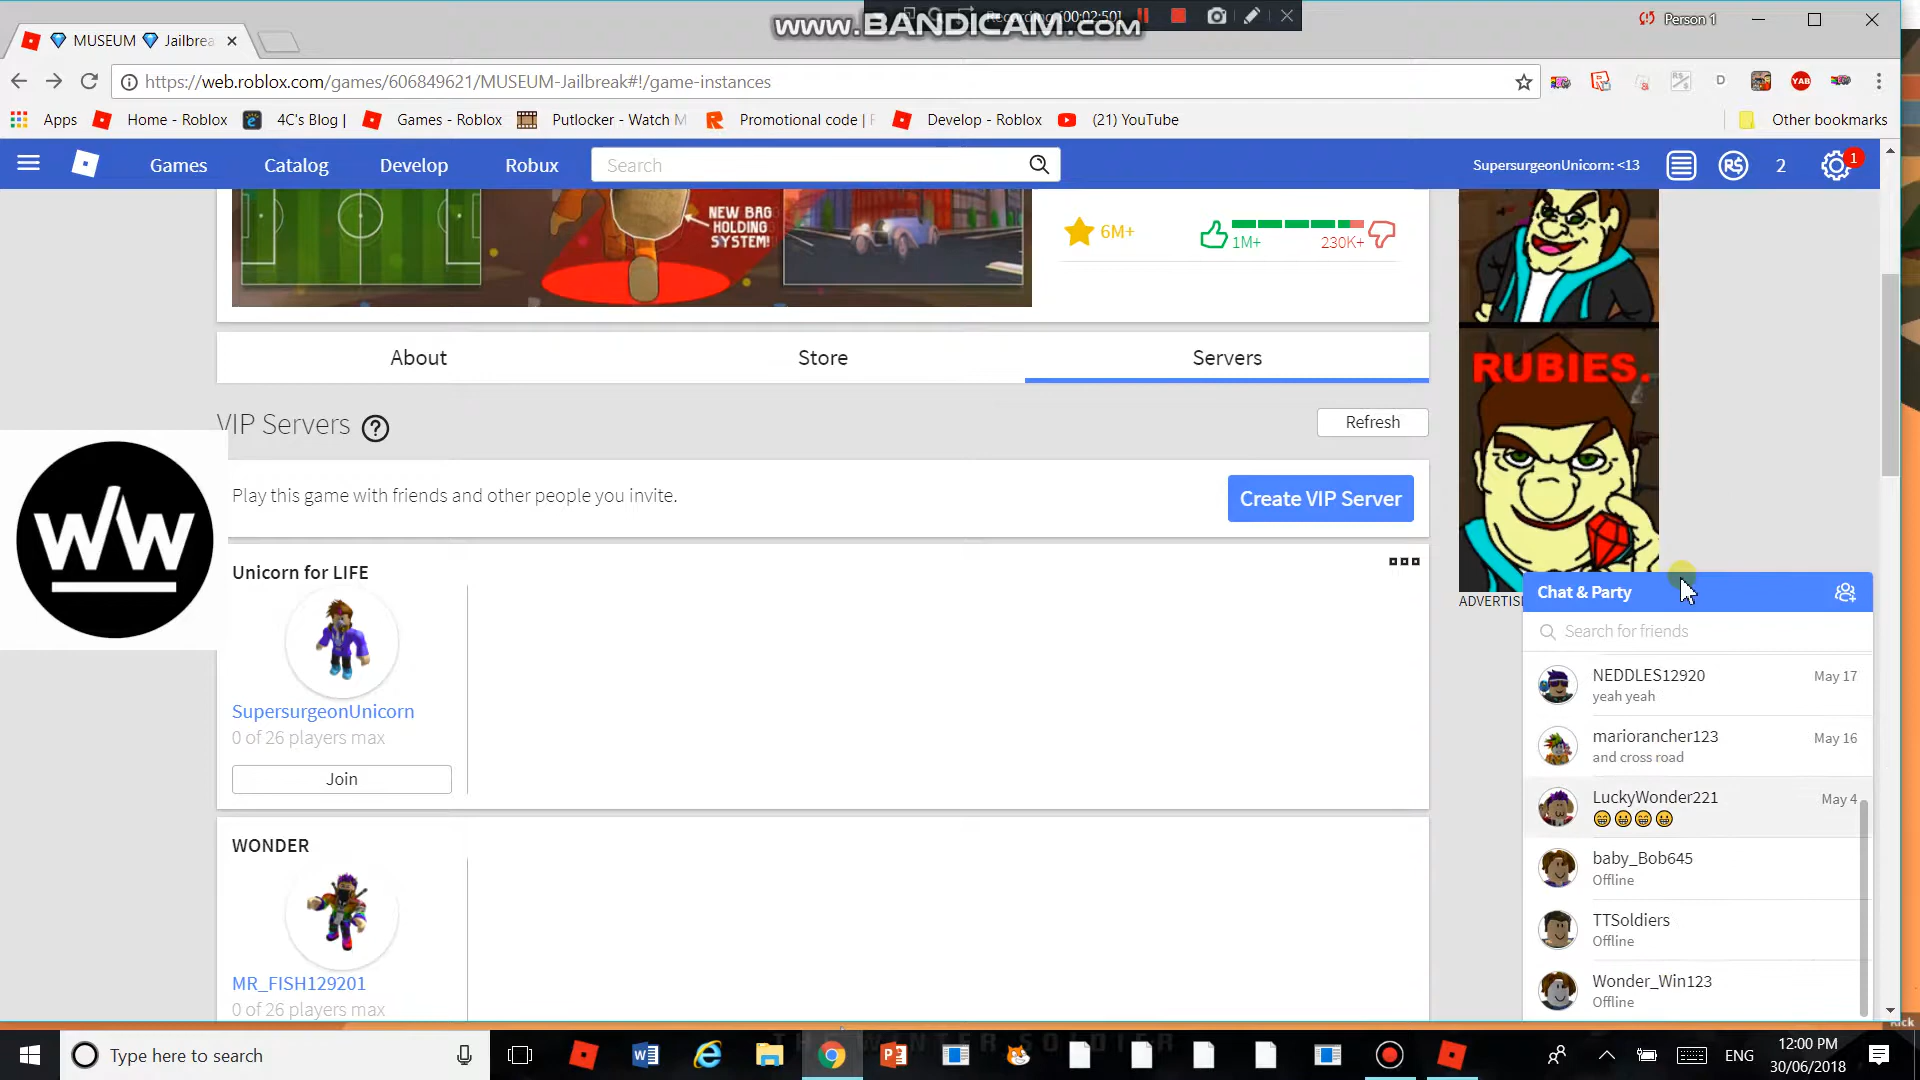 www.BANDICAM.com
Recording [00:02:50]
Person 1
MUSEUM Jailbrea
https://web.roblox.com/games/606849621/MUSEUM-Jailbreak#!/game-instances
D
YAB
Apps
Home - Roblox
4C's Blog |
Games - Roblox
Putlocker - Watch M
Promotional code | F
Develop - Roblox
(21) YouTube
Other bookmarks
Games
Catalog
Develop
Robux
Search
SupersurgeonUnicorn: <13
R$
2
1
NEW BAG
HOLDING
SYSTEM!
6M+
1M+
230K+
RUBIES.
About
Store
Servers
VIP Servers ?
Refresh
Play this game with friends and other people you invite.
Create VIP Server
WW
Unicorn for LIFE
SupersurgeonUnicorn
0 of 26 players max
Join
WONDER
MR_FISH129201
0 of 26 players max
ADVERTIS
Chat & Party
Search for friends
NEDDLES12920
May 17
yeah yeah
mariorancher123
May 16
and cross road
LuckyWonder221
May 4
baby_Bob645
Offline
TTSoldiers
Offline
Wonder_Win123
Offline
Type here to search
ENG
12:00 PM
30/06/2018